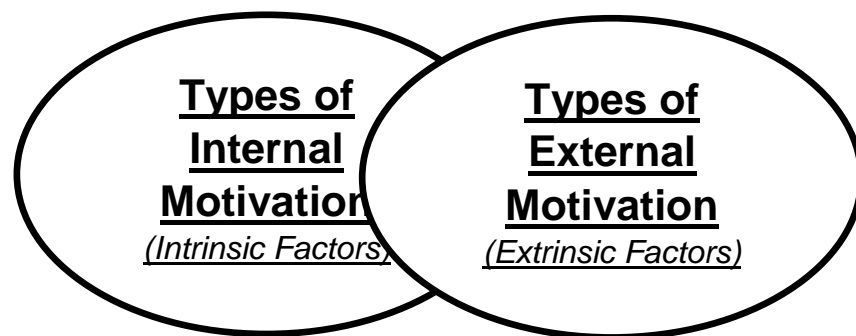 Types of
Internal
Motivation
(Intrinsic Factors)
Types of
External
Motivation
(Extrinsic Factors)